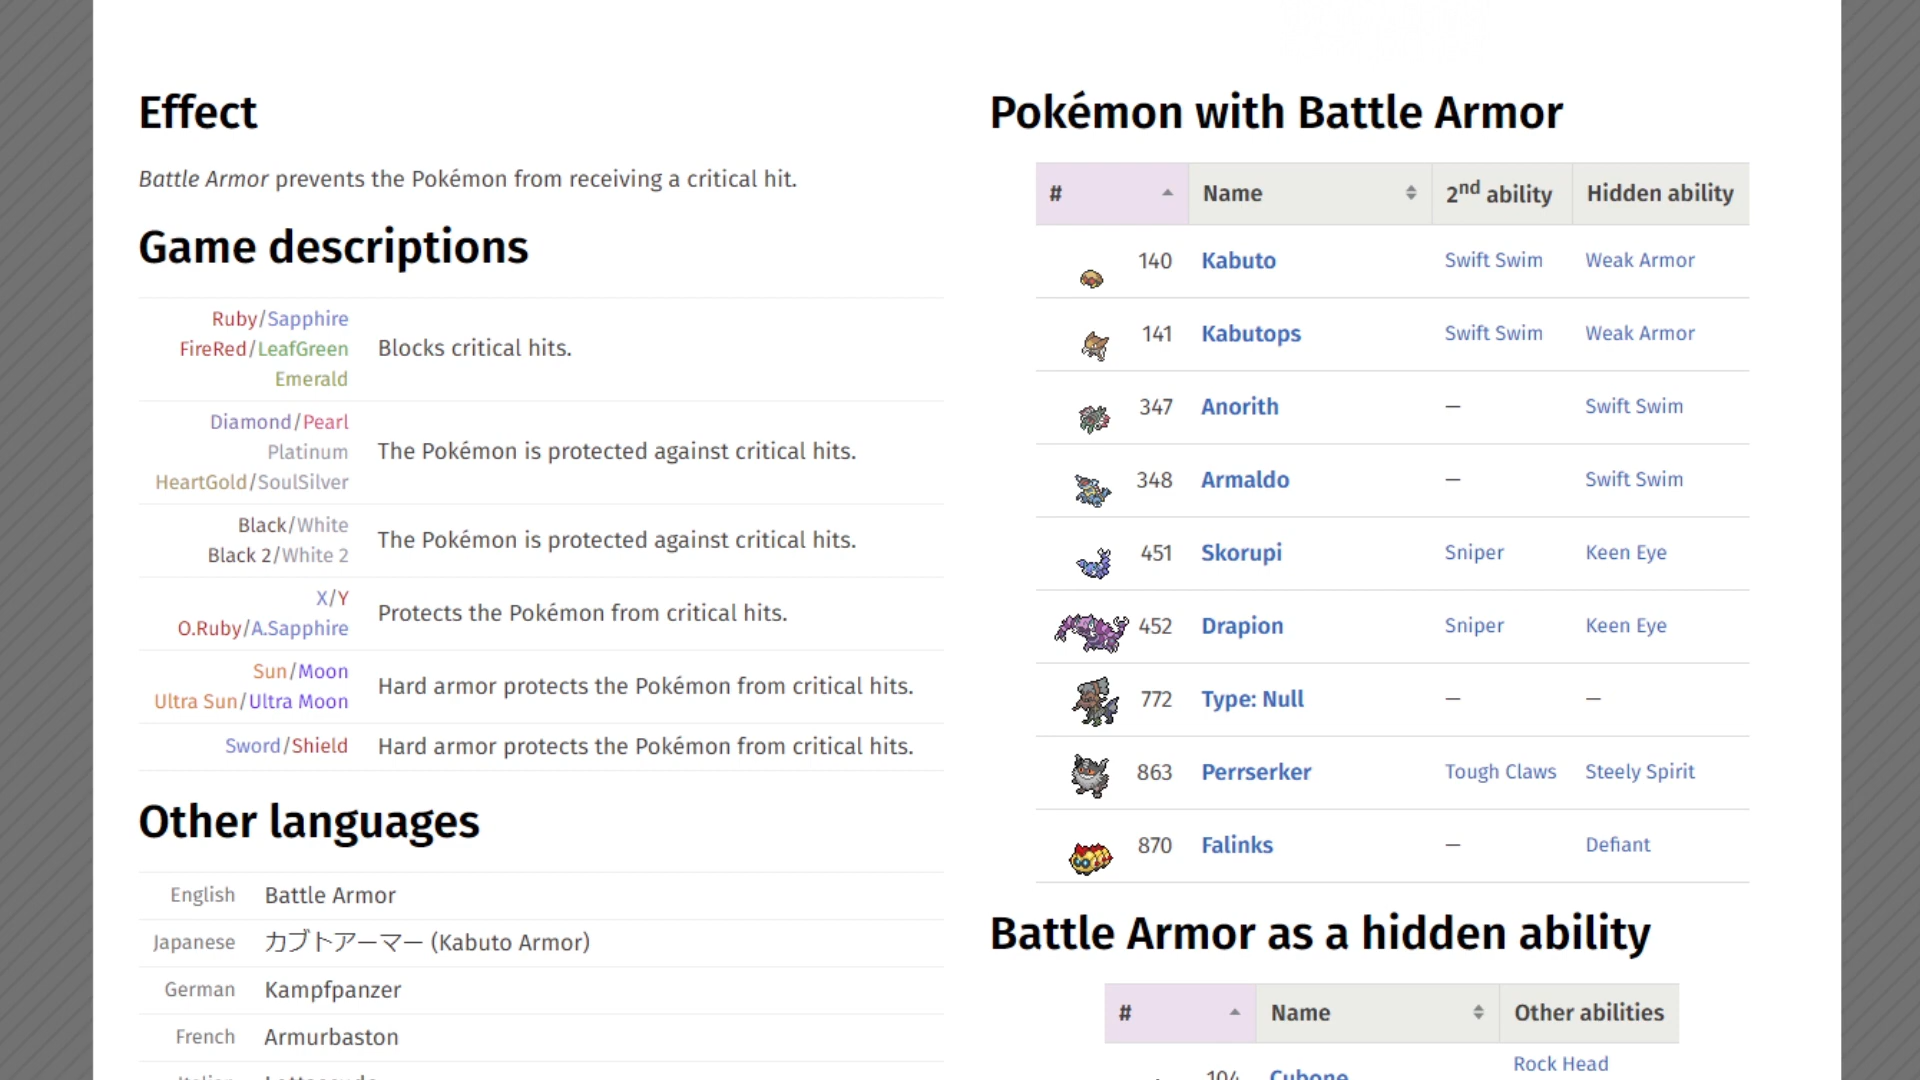 Effect
Battle Armor prevents the Pokémon from receiving a critical hit.
Game descriptions
Ruby/Sapphire
FireRed/LeafGreen
Emerald
Blocks critical hits.
Diamond/Pearl
Platinum
HeartGold/SoulSilver
The Pokémon is protected against critical hits.
Black/White
Black 2/White 2
The Pokémon is protected against critical hits.
X/Y
O.Ruby/A.Sapphire
Protects the Pokémon from critical hits.
Sun/Moon
Ultra Sun/Ultra Moon
Hard armor protects the Pokémon from critical hits.
Sword/Shield Hard armor protects the Pokémon from critical hits.
Other languages
English Battle Armor
Japanese カブトアーマー (Kabuto Armor)
German Kampfpanzer
French Armurbaston
Pokémon with Battle Armor
# Name 2nd ability Hidden ability
140 Kabuto Swift Swim Weak Armor
141 Kabutops Swift Swim Weak Armor
347 Anorith — Swift Swim
348 Armaldo — Swift Swim
451 Skorupi Sniper Keen Eye
452 Drapion Sniper Keen Eye
772 Type: Null — —
863 Perrserker Tough Claws Steely Spirit
870 Falinks — Defiant
Battle Armor as a hidden ability
# Name Other abilities
Rock Head
104 Cubone